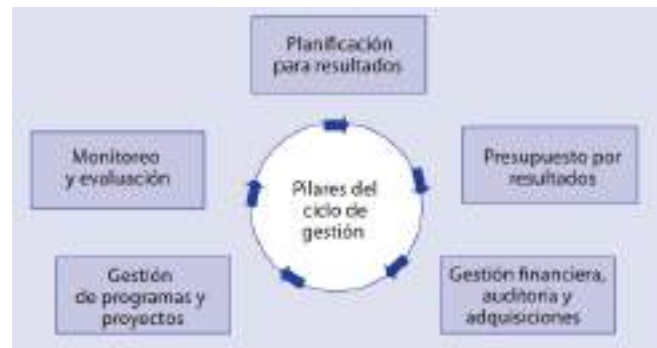 Planificación
para resultados
Monitoreo
y evaluación
Presupuesto por
resultados
Pilares del
ciclo de
gestión
Gestión
de programas y
proyectos
Gestión financiera,
auditoría y
adquisiciones